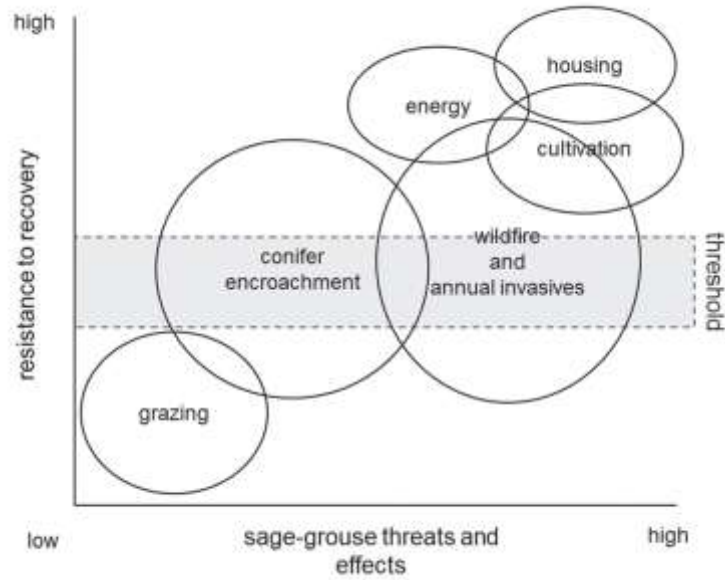 high
housing
energy
cultivation
resistance to recovery
wildfire
and
annual invasives
conifer
encroachment
threshold
grazing
low
sage-grouse threats and
effects
high